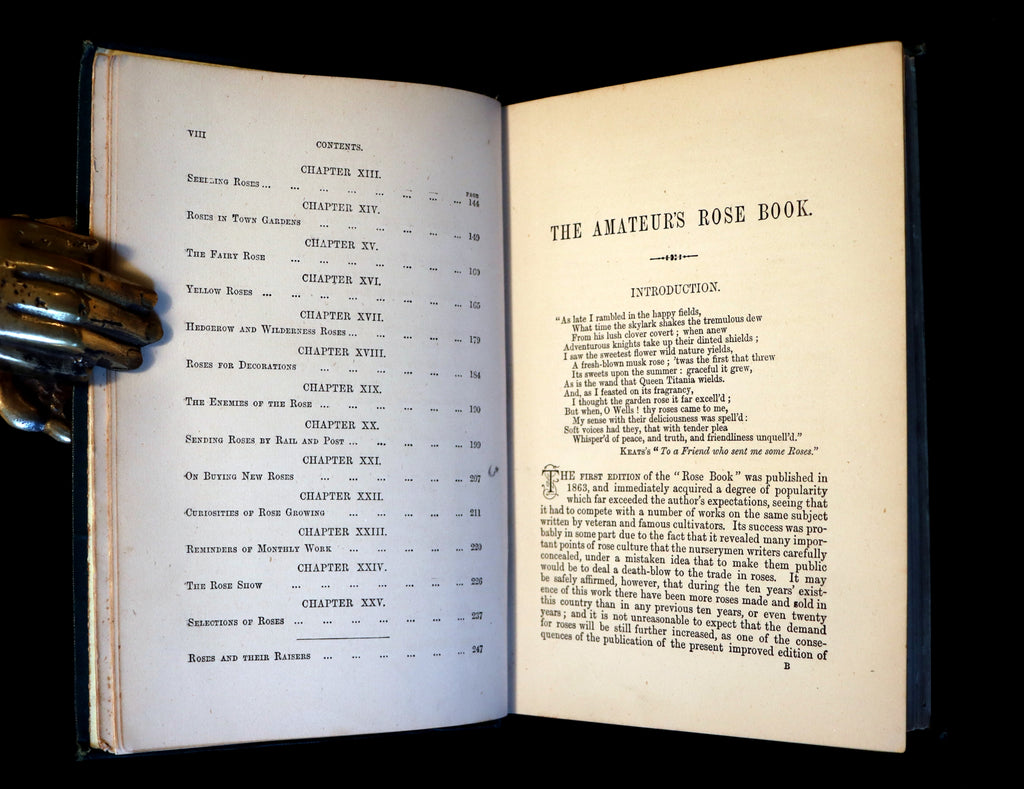 VIII
CONTENTS.
CHAPTER XIII.
PAGE
SEEDLING ROSES ... ... ... ... ... ... ... 144
CHAPTER XIV.
ROSES IN TOWN GARDENS ... ... ... ... ... 149
CHAPTER XV.
THE FAIRY ROSE ... ... ... ... ... ... 160
CHAPTER XVI.
YELLOW ROSES ... ... ... ... ... ... ... 165
CHAPTER XVII.
HEDGEROW AND WILDERNESS ROSES ... ... ... ... ... 179
CHAPTER XVIII.
ROSES FOR DECORATIONS ... ... ... ... ... 184
CHAPTER XIX.
THE ENEMIES OF THE ROSE ... ... ... ... ... 190
CHAPTER XX.
SENDING ROSES BY RAIL AND POST ... ... ... ... ... 199
CHAPTER XXI.
ON BUYING NEW ROSES ... ... ... ... ... 207
CHAPTER XXII.
CURIOSITIES OF ROSE GROWING ... ... ... ... ... 211
CHAPTER XXIII.
REMINDERS OF MONTHLY WORK ... ... ... ... ... 220
CHAPTER XXIV.
THE ROSE SHOW ... ... ... ... ... ... 226
CHAPTER XXV.
SELECTIONS OF ROSES ... ... ... ... ... ... ... 237
ROSES AND THEIR RAISERS ... ... ... ... ... ... 247
THE AMATEUR'S ROSE BOOK.
INTRODUCTION.
"As late I rambled in the happy fields,
What time the skylark shakes the tremulous dew
From his lush clover covert; when anew
Adventurous knights take up their dinted shields;
I saw the sweetest flower wild nature yields,
A fresh-blown musk rose; 'twas the first that threw
Its sweets upon the summer: graceful it grew,
As is the wand that Queen Titania wields.
And, as I feasted on its fragrancy,
I thought the garden rose it far excell'd;
But when, O Wells! thy roses came to me,
My sense with their deliciousness was spell'd:
Soft voices had they, that with tender plea
Whisper'd of peace, and truth, and friendliness unquell'd."
KEATS'S "To a Friend who sent me some Roses."
THE FIRST EDITION of the "Rose Book" was published in
1863, and immediately acquired a degree of popularity
which far exceeded the author's expectations, seeing that
it had to compete with a number of works on the same subject
written by veteran and famous cultivators. Its success was pro-
bably in some part due to the fact that it revealed many impor-
tant points of rose culture that the nurserymen writers carefully
concealed, under a mistaken idea that to make them public
would be to deal a death-blow to the trade in roses. It may
be safely affirmed, however, that during the ten years' exist-
ence of this work there have been more roses made and sold in
this country than in any previous ten years, or even twenty
years; and it is not unreasonable to expect that the demand
for roses will be still further increased, as one of the conse-
quences of the publication of the present improved edition of
B